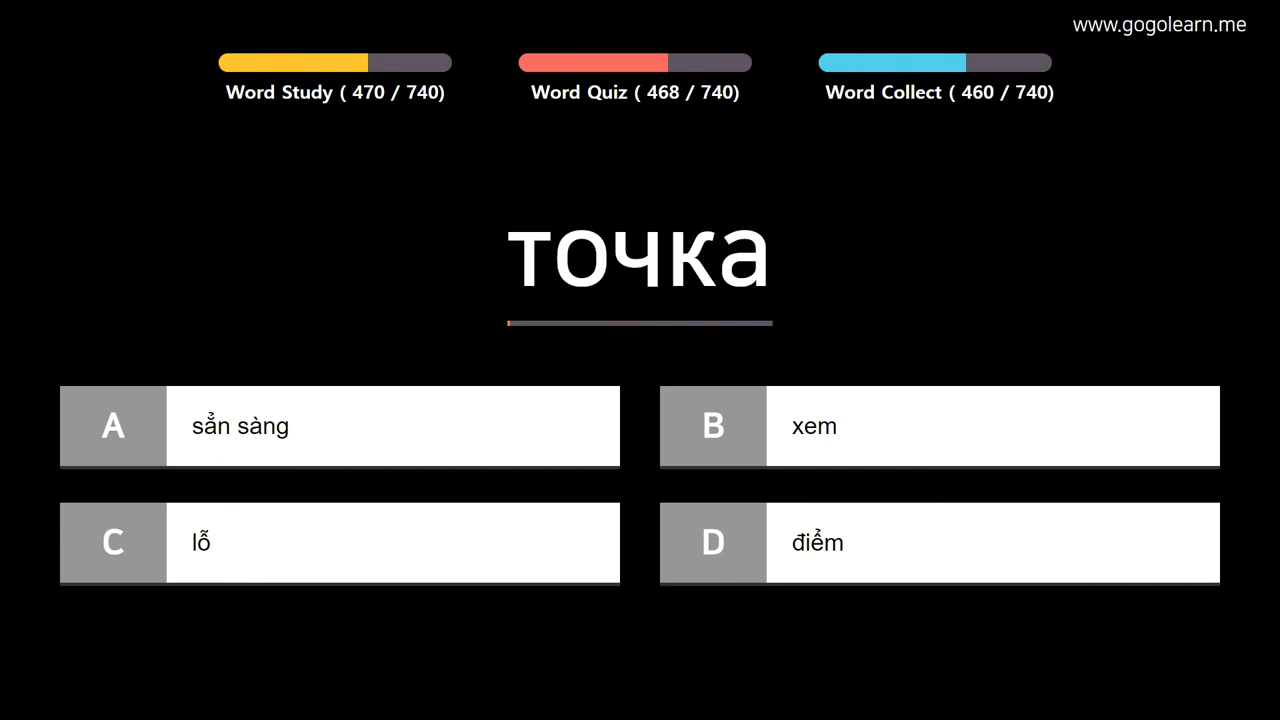 www.gogolearn.me
Word Study ( 470 / 740)
Word Quiz ( 468 / 740)
Word Collect ( 460 / 740)
точка
A
sẳn sàng
B
xem
C
lỗ
D
điểm